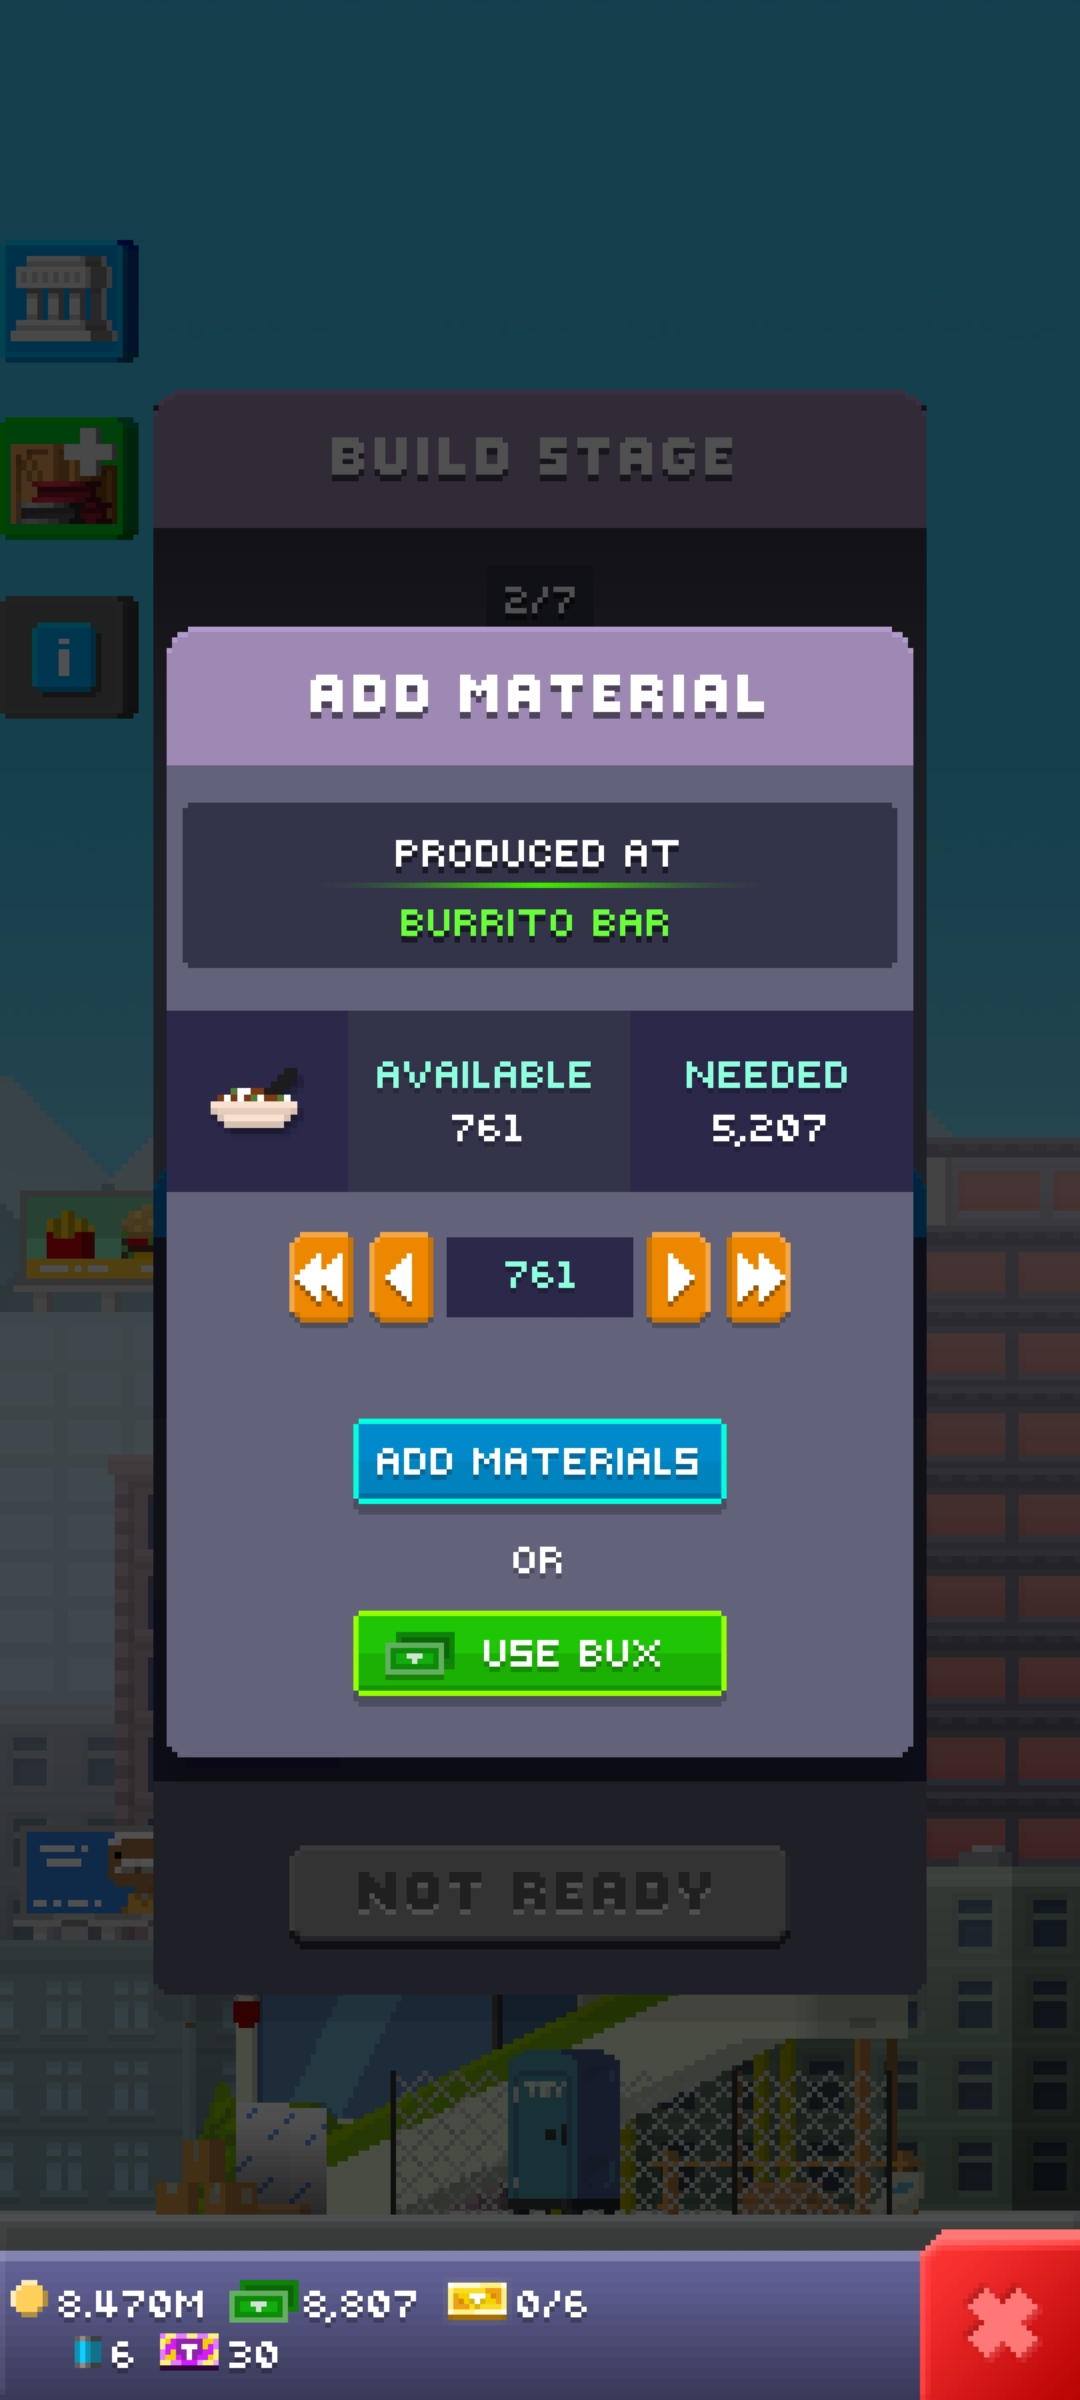 BUILD STAGE
2/7
ADD MATERIAL
PRODUCED AT
BURRITO BAR
AVAILABLE
761
NEEDED
5,207
761
ADD MATERIALS
OR
USE BUX
NOT READY
TFT
8.470M 8,807 0/6
6 30